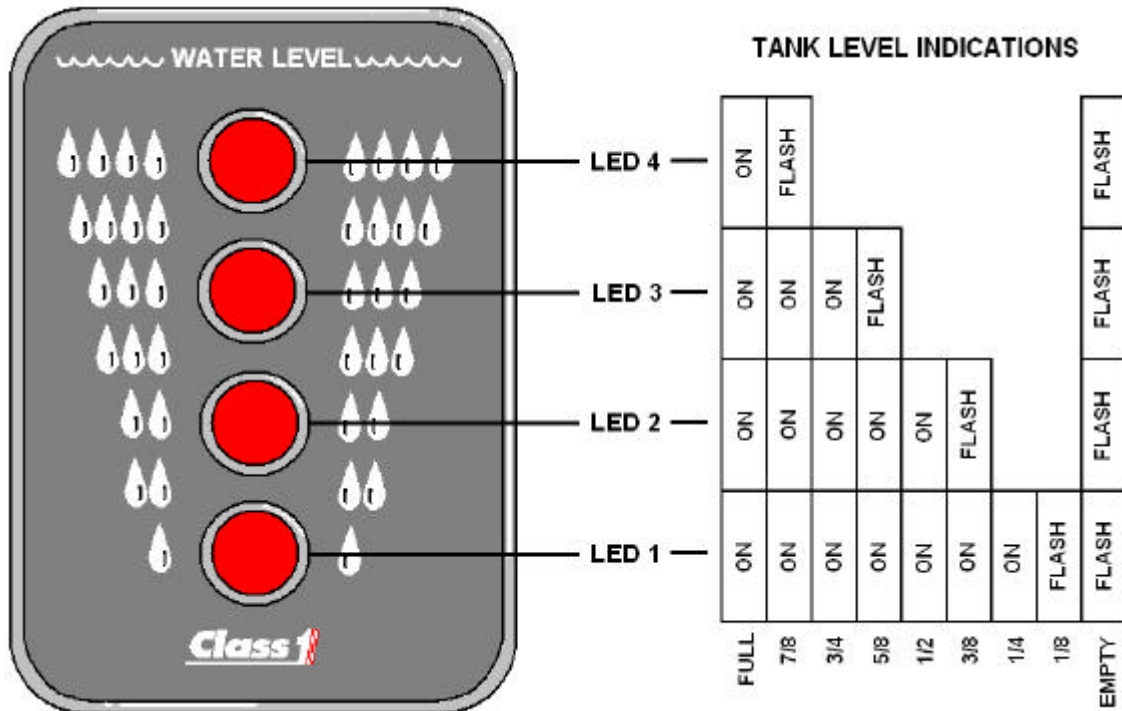 WATER LEVEL
Class 1
TANK LEVEL INDICATIONS
LED 4 ON FLASH FLASH
LED 3 ON ON ON FLASH FLASH
LED 2 ON ON ON ON ON FLASH FLASH
LED 1 ON ON ON ON ON ON ON FLASH FLASH
FULL 7/8 3/4 5/8 1/2 3/8 1/4 1/8 EMPTY